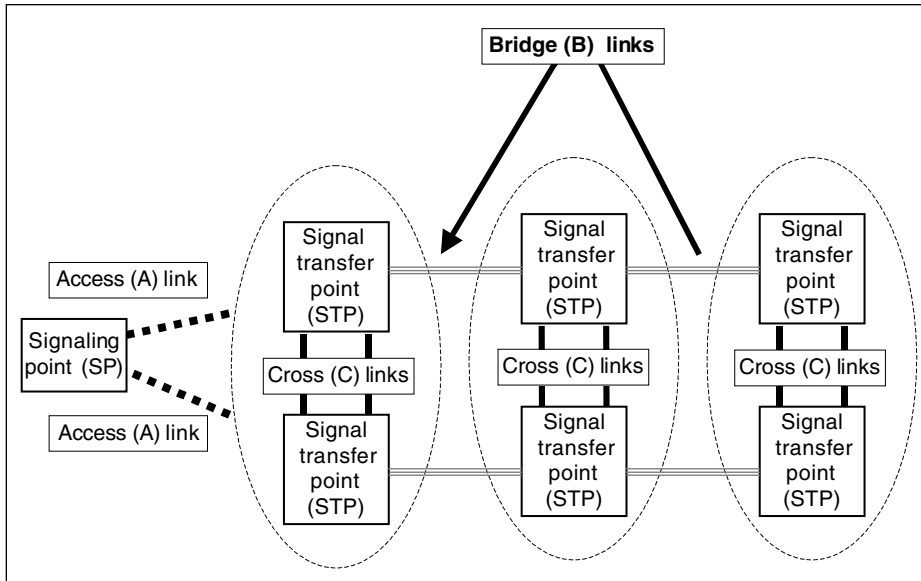 Bridge (B) links
Signal
transfer
point
(STP)
Signal
transfer
point
(STP)
Signal
transfer
point
(STP)
Access (A) link
Signaling
point (SP)
Cross (C) links
Cross (C) links
Cross (C) links
Access (A) link
Signal
transfer
point
(STP)
Signal
transfer
point
(STP)
Signal
transfer
point
(STP)